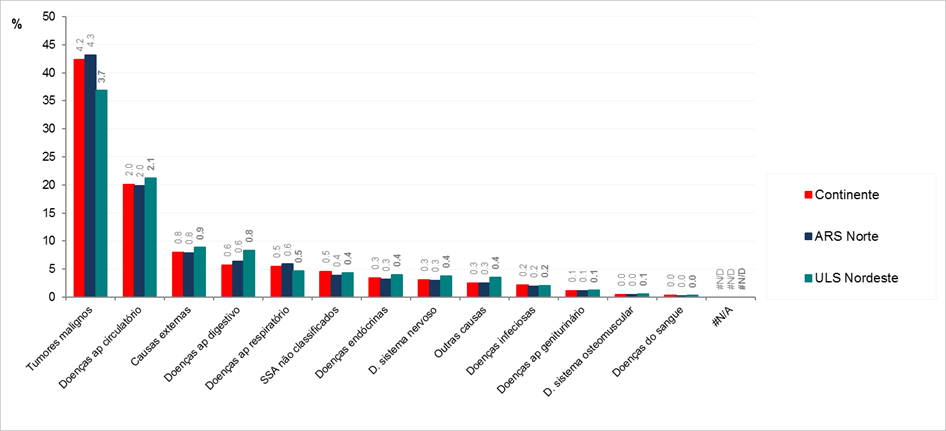 %
50
45
40
35
30
25
20
15
10
5
0
4.2
4.3
3.7
2.0
2.0
2.1
0.8
0.8
0.9
0.6
0.6
0.8
0.5
0.6
0.5
0.5
0.4
0.4
0.3
0.3
0.4
0.3
0.3
0.4
0.3
0.3
0.4
0.2
0.2
0.2
0.1
0.1
0.1
0.0
0.0
0.1
0.0
0.0
0.0
#N/D
#N/D
#N/D
Tumores malignos
Doenças ap circulatório
Causas externas
Doenças ap digestivo
Doenças ap respiratório
SSA não classificados
Doenças endócrinas
D. sistema nervoso
Outras causas
Doenças infeciosas
Doenças ap geniturinário
D. sistema osteomuscular
Doenças do sangue
#N/A
Continente
ARS Norte
ULS Nordeste